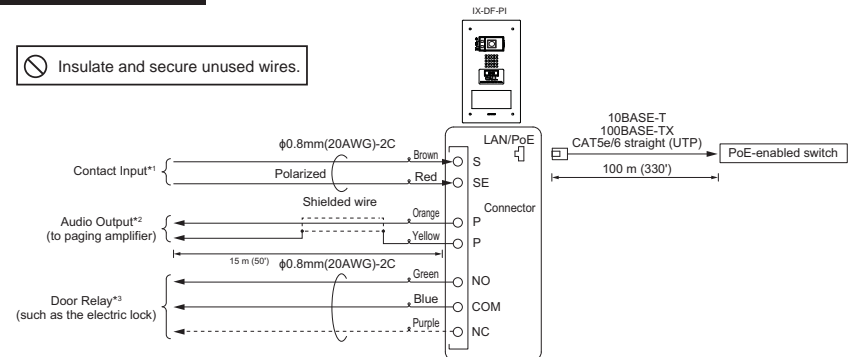 IX-DF-PI
Insulate and secure unused wires.
10BASE-T
100BASE-TX
CAT5e/6 straight (UTP)
LAN/PoE
PoE-enabled switch
100 m (330')
φ0.8mm(20AWG)-2C
Contact Input*1
Polarized
Brown
S
Red
SE
Connector
Shielded wire
Audio Output*2
(to paging amplifier)
Orange
P
Yellow
P
15 m (50')
φ0.8mm(20AWG)-2C
Door Relay*3
(such as the electric lock)
Green
NO
Blue
COM
Purple
NC